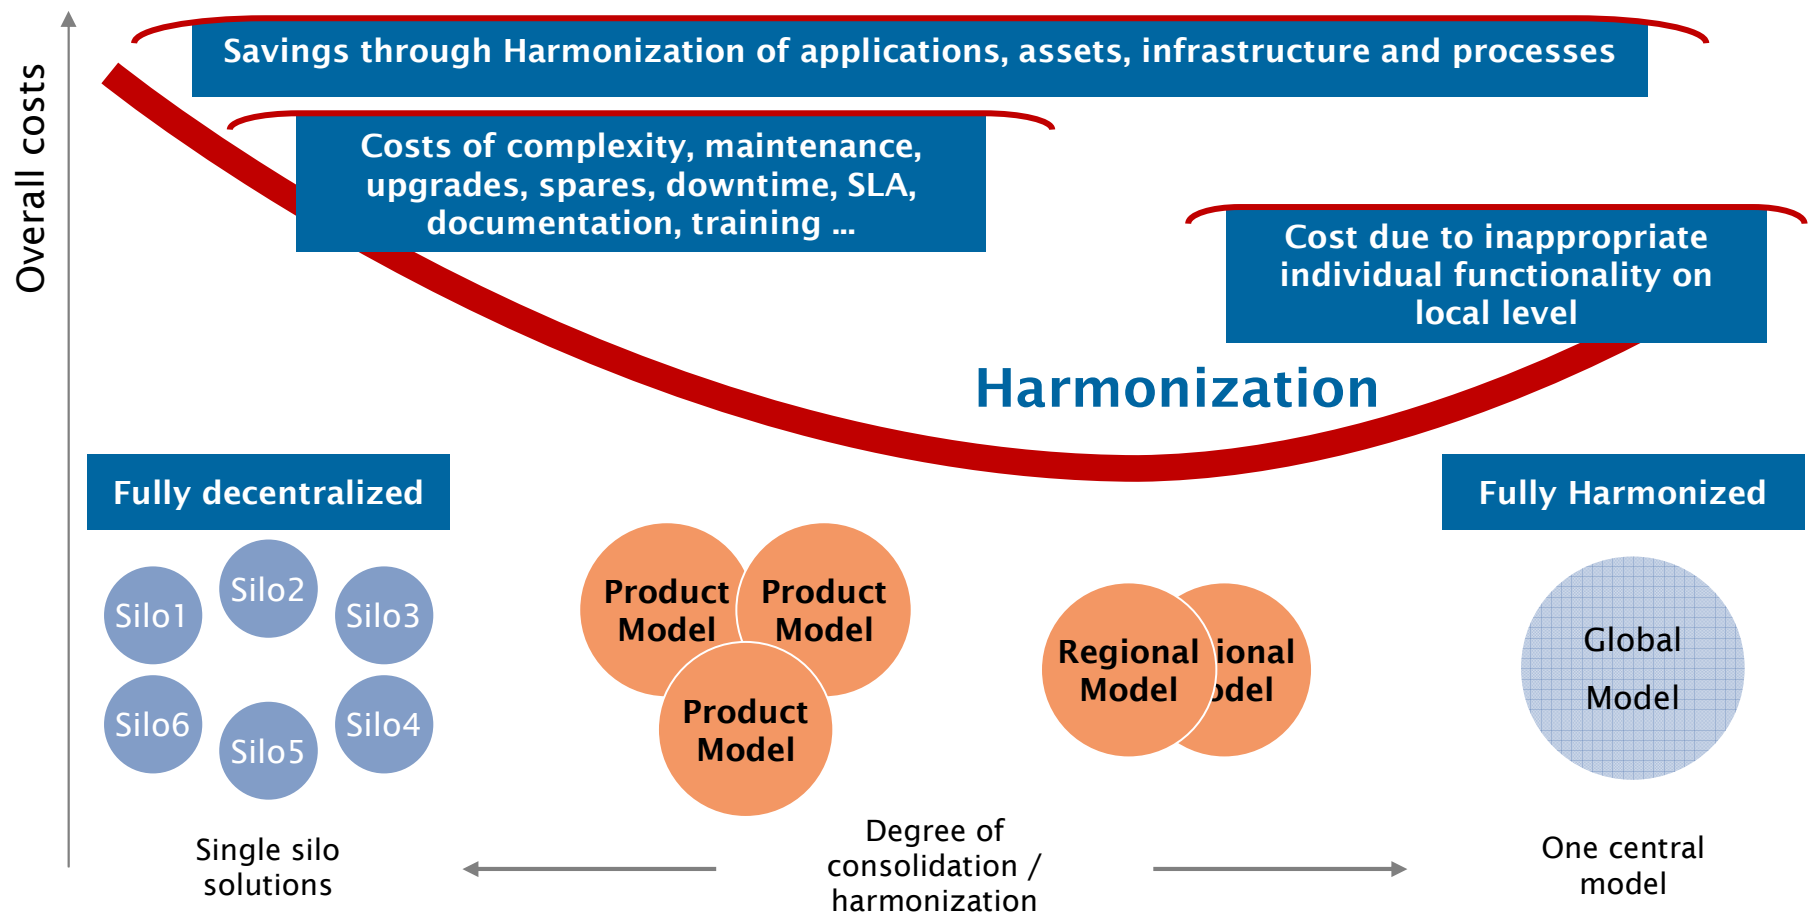 Overall costs
Savings through Harmonization of applications, assets, infrastructure and processes
Costs of complexity, maintenance,
upgrades, spares, downtime, SLA,
documentation, training ...
Cost due to inappropriate
individual functionality on
local level
Harmonization
Fully decentralized
Fully Harmonized
Silo1
Silo2
Silo3
Silo6
Silo5
Silo4
Product
Model
Product
Model
Product
Model
Regional
Model
ional
odel
Global
Model
Single silo
solutions
Degree of
consolidation /
harmonization
One central
model